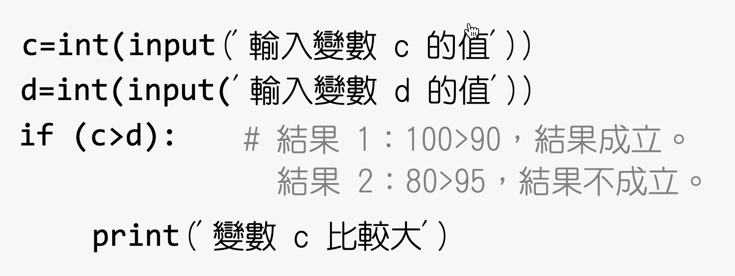 c=int(input('輸入變數 c 的值'))
d=int(input('輸入變數 d 的值'))
if (c>d): # 結果 1：100>90，結果成立。
結果 2：80>95，結果不成立。
print('變數 c 比較大')